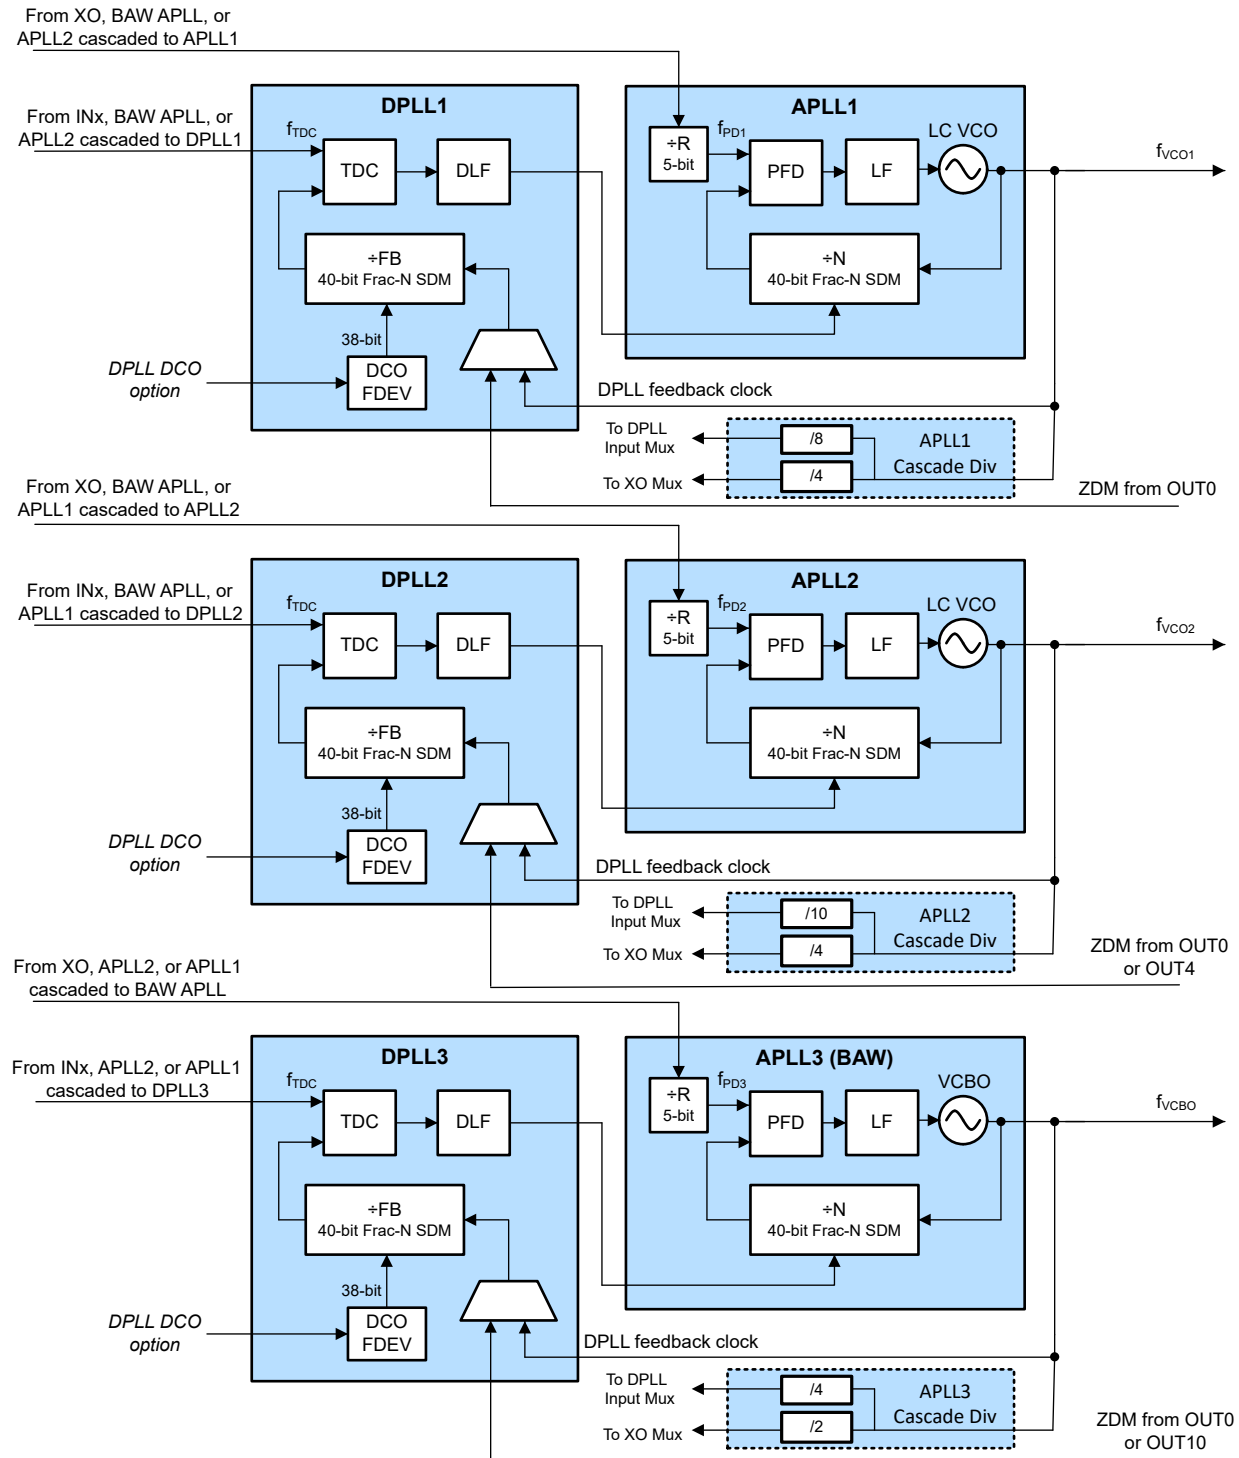 From XO, BAW APLL, or
APLL2 cascaded to APLL1
DPLL1
APLL1
From INx, BAW APLL, or
APLL2 cascaded to DPLL1
fTDC
TDC
DLF
÷R
5-bit
fPD1
PFD
LF
LC VCO
fVCO1
÷FB
40-bit Frac-N SDM
÷N
40-bit Frac-N SDM
38-bit
DPLL DCO
option
DCO
FDEV
DPLL feedback clock
To DPLL
Input Mux
/8
APLL1
Cascade Div
To XO Mux
/4
ZDM from OUT0
From XO, BAW APLL, or
APLL1 cascaded to APLL2
DPLL2
APLL2
From INx, BAW APLL, or
APLL1 cascaded to DPLL2
fTDC
TDC
DLF
÷R
5-bit
fPD2
PFD
LF
LC VCO
fVCO2
÷FB
40-bit Frac-N SDM
÷N
40-bit Frac-N SDM
38-bit
DPLL DCO
option
DCO
FDEV
DPLL feedback clock
To DPLL
Input Mux
/10
APLL2
Cascade Div
To XO Mux
/4
ZDM from OUT0
or OUT4
From XO, APLL2, or APLL1
cascaded to BAW APLL
DPLL3
APLL3 (BAW)
From INx, APLL2, or APLL1
cascaded to DPLL3
fTDC
TDC
DLF
÷R
5-bit
fPD3
PFD
LF
VCBO
fVCBO
÷FB
40-bit Frac-N SDM
÷N
40-bit Frac-N SDM
38-bit
DPLL DCO
option
DCO
FDEV
DPLL feedback clock
To DPLL
Input Mux
/4
APLL3
Cascade Div
To XO Mux
/2
ZDM from OUT0
or OUT10